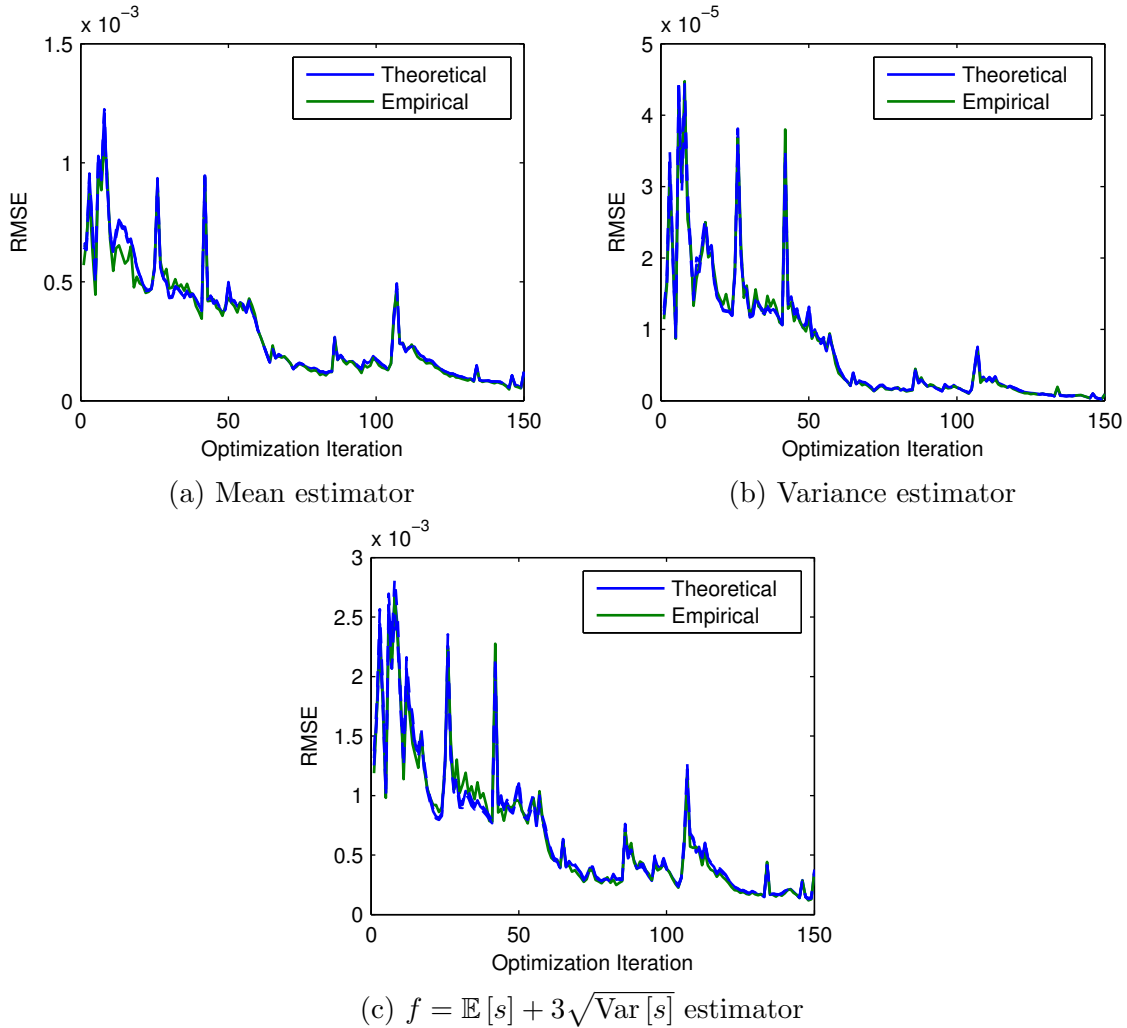 x 10⁻³
1.5
1
0.5
0
0 50 100 150
RMSE
Optimization Iteration
Theoretical
Empirical
(a) Mean estimator
x 10⁻⁵
5
4
3
2
1
0
0 50 100 150
RMSE
Optimization Iteration
Theoretical
Empirical
(b) Variance estimator
x 10⁻³
3
2.5
2
1.5
1
0.5
0
0 50 100 150
RMSE
Optimization Iteration
Theoretical
Empirical
(c) f = 𝔼 [s] + 3√Var [s] estimator